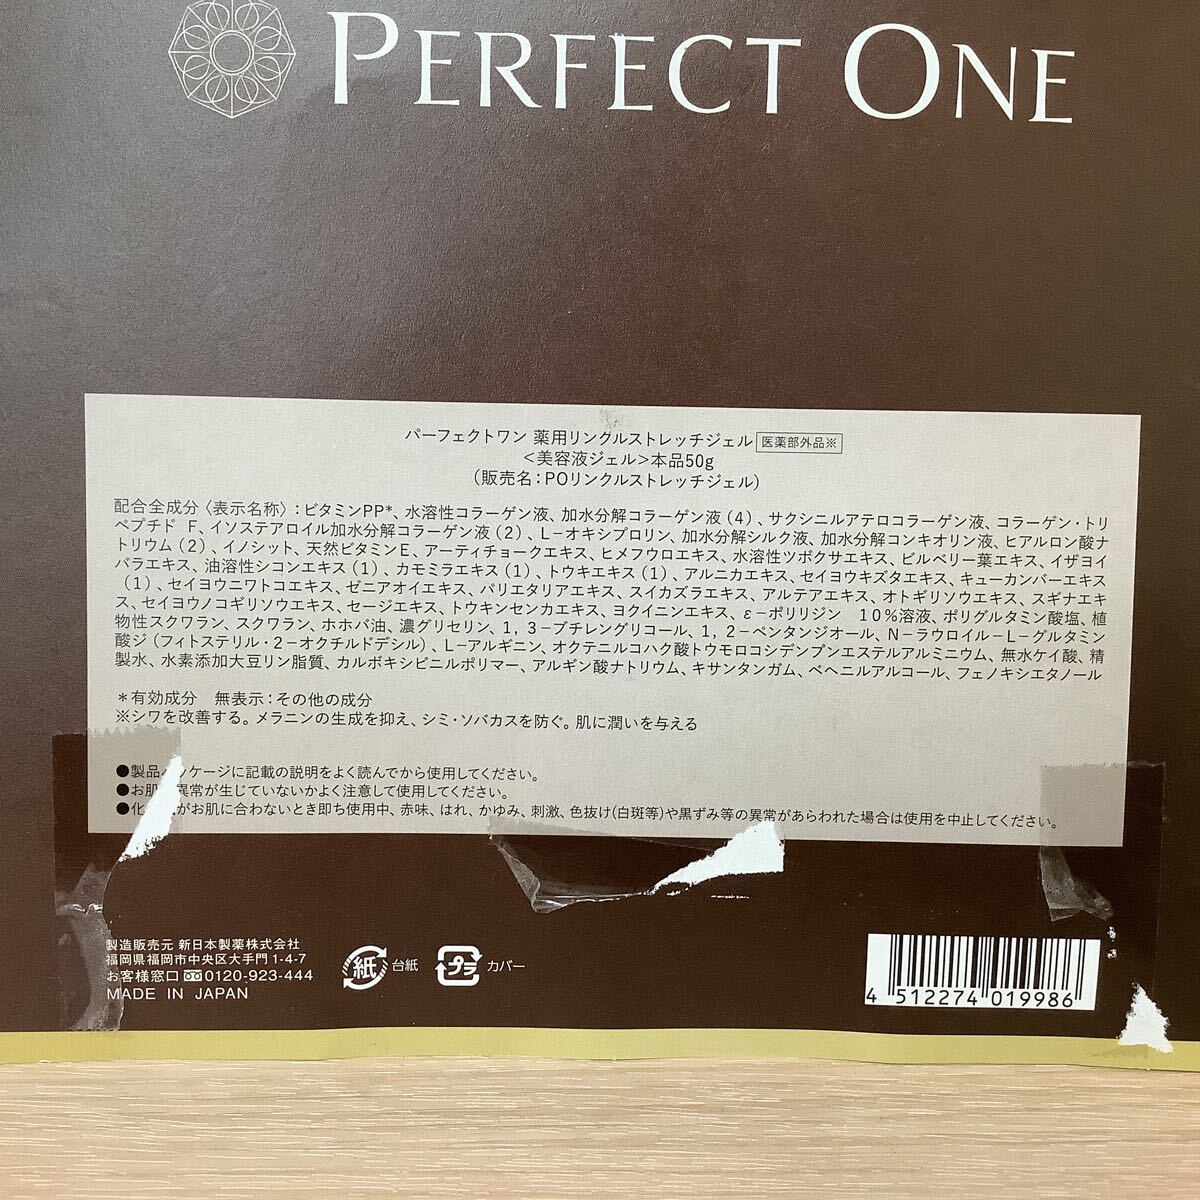 PERFECT ONE
パーフェクトワン 薬用リンクルストレッチジェル 医薬部外品※
＜美容液ジェル＞本品50g
（販売名：POリンクルストレッチジェル）
配合全成分〈表示名称〉：ビタミンPP*、水溶性コラーゲン液、加水分解コラーゲン液（4）、サクシニルアテロコラーゲン液、コラーゲン・トリ
ペプチド F、イソステアロイル加水分解コラーゲン液（2）、L－オキシプロリン、加水分解シルク液、加水分解コンキオリン液、ヒアルロン酸ナ
トリウム（2）、イノシット、天然ビタミンE、アーティチョークエキス、ヒメフウロエキス、水溶性ツボクサエキス、ビルベリー葉エキス、イザヨイ
バラエキス、油溶性シコンエキス（1）、カモミラエキス（1）、トウキエキス（1）、アルニカエキス、セイヨウキズタエキス、キューカンバーエキス
（1）、セイヨウニワトコエキス、ゼニアオイエキス、パリエタリアエキス、スイカズラエキス、アルテアエキス、オトギリソウエキス、スギナエキ
ス、セイヨウノコギリソウエキス、セージエキス、トウキンセンカエキス、ヨクイニンエキス、ε－ポリリジン 10%溶液、ポリグルタミン酸塩、植
物性スクワラン、スクワラン、ホホバ油、濃グリセリン、1，3－ブチレングリコール、1，2－ペンタンジオール、N－ラウロイル－L－グルタミン
酸ジ（フィトステリル・2－オクチルドデシル）、L－アルギニン、オクテニルコハク酸トウモロコシデンプンエステルアルミニウム、無水ケイ酸、精
製水、水素添加大豆リン脂質、カルボキシビニルポリマー、アルギン酸ナトリウム、キサンタンガム、ベヘニルアルコール、フェノキシエタノール
＊有効成分　無表示：その他の成分
※シワを改善する。メラニンの生成を抑え、シミ・ソバカスを防ぐ。肌に潤いを与える
●製品パッケージに記載の説明をよく読んでから使用してください。
●お肌 異常が生じていないかよく注意して使用してください。
●化 がお肌に合わないとき即ち使用中、赤味、はれ、かゆみ、刺激、色抜け（白斑等）や黒ずみ等の異常があらわれた場合は使用を中止してください。
製造販売元 新日本製薬株式会社
福岡県福岡市中央区大手門1-4-7
お客様窓口 0120-923-444
MADE IN JAPAN
紙 台紙 プラ カバー
4 512274 019986